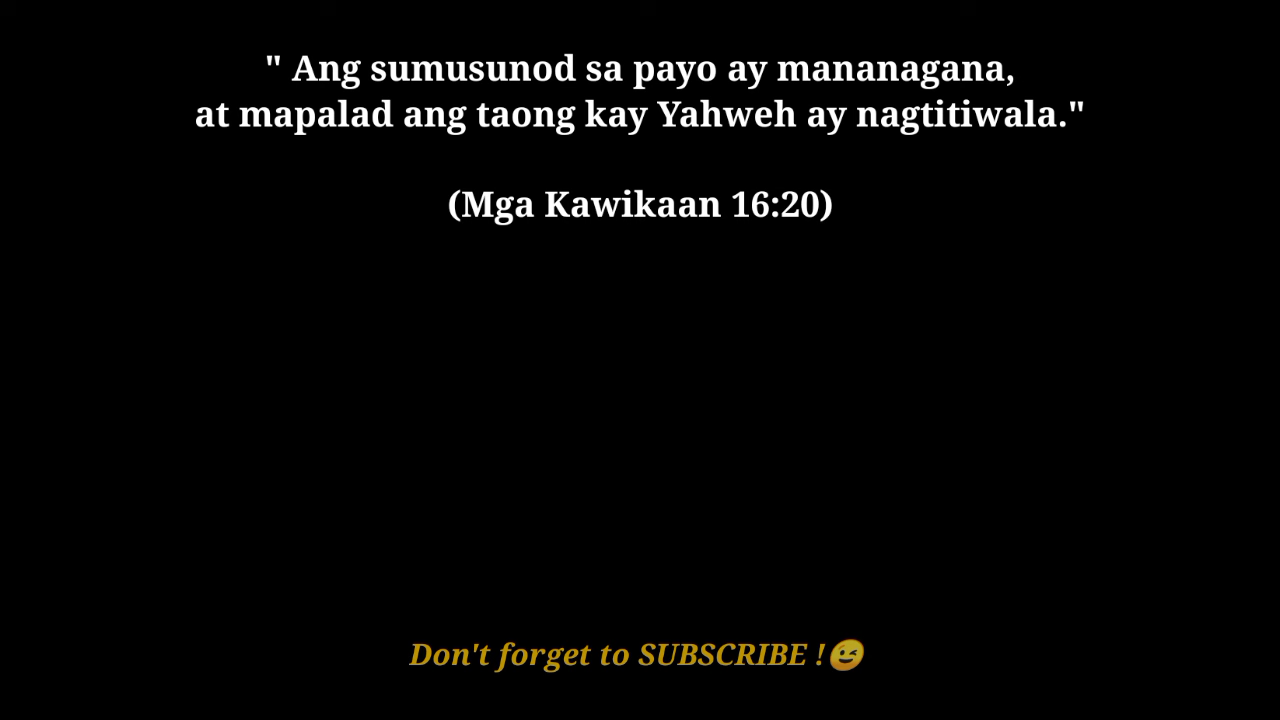 " Ang sumusunod sa payo ay mananagana,
at mapalad ang taong kay Yahweh ay nagtitiwala."
(Mga Kawikaan 16:20)
Don't forget to SUBSCRIBE !😉